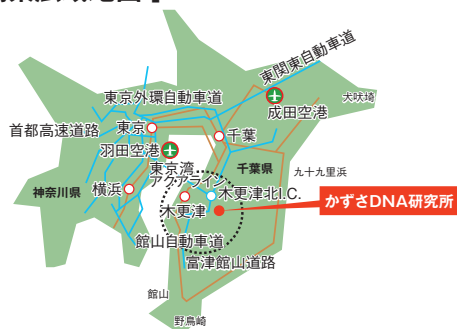 東関東自動車道
犬吠埼
東京外環自動車道
成田空港
首都高速道路
東京
千葉
羽田空港
東京湾
アクアライン
千葉県
九十九里浜
神奈川県
横浜
木更津北I.C.
木更津
かずさDNA研究所
館山自動車道
富津館山道路
館山
野鳥崎